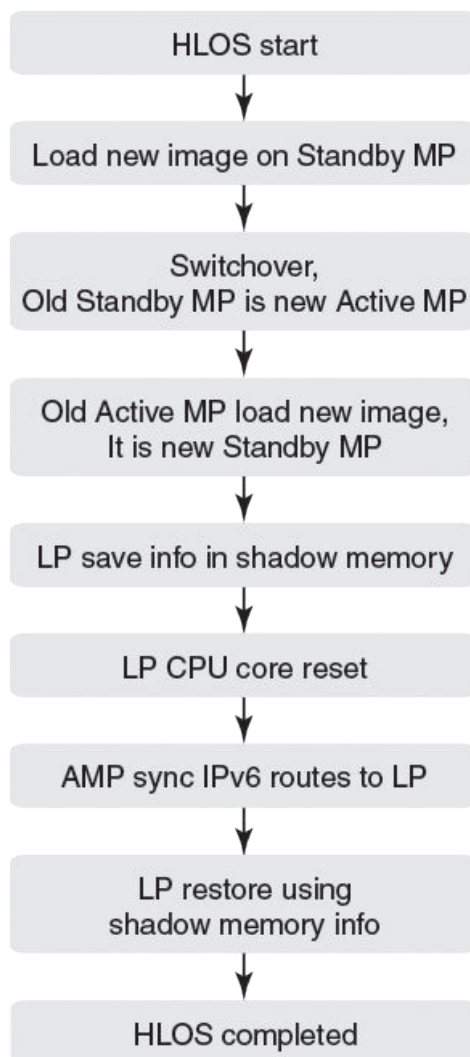 HLOS start
Load new image on Standby MP
Switchover,
Old Standby MP is new Active MP
Old Active MP load new image,
It is new Standby MP
LP save info in shadow memory
LP CPU core reset
AMP sync IPv6 routes to LP
LP restore using
shadow memory info
HLOS completed